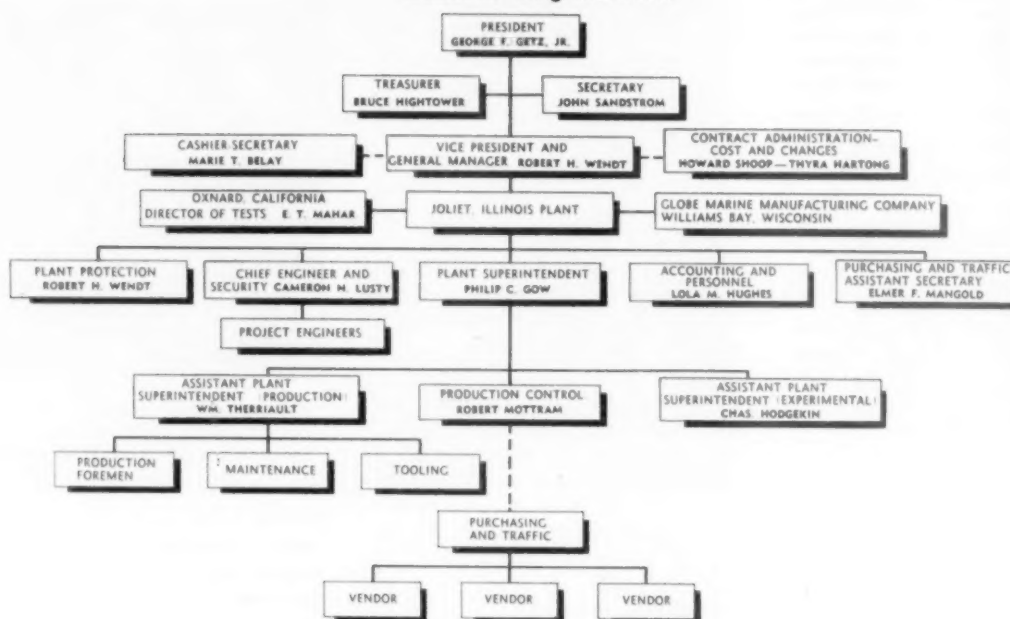 PRESIDENT
GEORGE F. GETZ, JR.
TREASURER
BRUCE HIGHTOWER
SECRETARY
JOHN SANDSTROM
CASHIER-SECRETARY
MARIE T. BELAY
VICE PRESIDENT AND
GENERAL MANAGER ROBERT H. WENDT
CONTRACT ADMINISTRATION—
COST AND CHANGES
HOWARD SHOOP—THYRA HARTONG
OXNARD, CALIFORNIA
DIRECTOR OF TESTS E. T. MAHAR
JOLIET, ILLINOIS PLANT
GLOBE MARINE MANUFACTURING COMPANY
WILLIAMS BAY, WISCONSIN
PLANT PROTECTION
ROBERT H. WENDT
CHIEF ENGINEER AND
SECURITY CAMERON H. LUSTY
PLANT SUPERINTENDENT
PHILIP C. GOW
ACCOUNTING AND
PERSONNEL
LOLA M. HUGHES
PURCHASING AND TRAFFIC
ASSISTANT SECRETARY
ELMER F. MANGOLD
PROJECT ENGINEERS
ASSISTANT PLANT
SUPERINTENDENT (PRODUCTION)
WM. THERRIAULT
PRODUCTION CONTROL
ROBERT MOTTRAM
ASSISTANT PLANT
SUPERINTENDENT (EXPERIMENTAL)
CHAS. HODGEKIN
PRODUCTION
FOREMEN
MAINTENANCE
TOOLING
PURCHASING
AND TRAFFIC
VENDOR
VENDOR
VENDOR